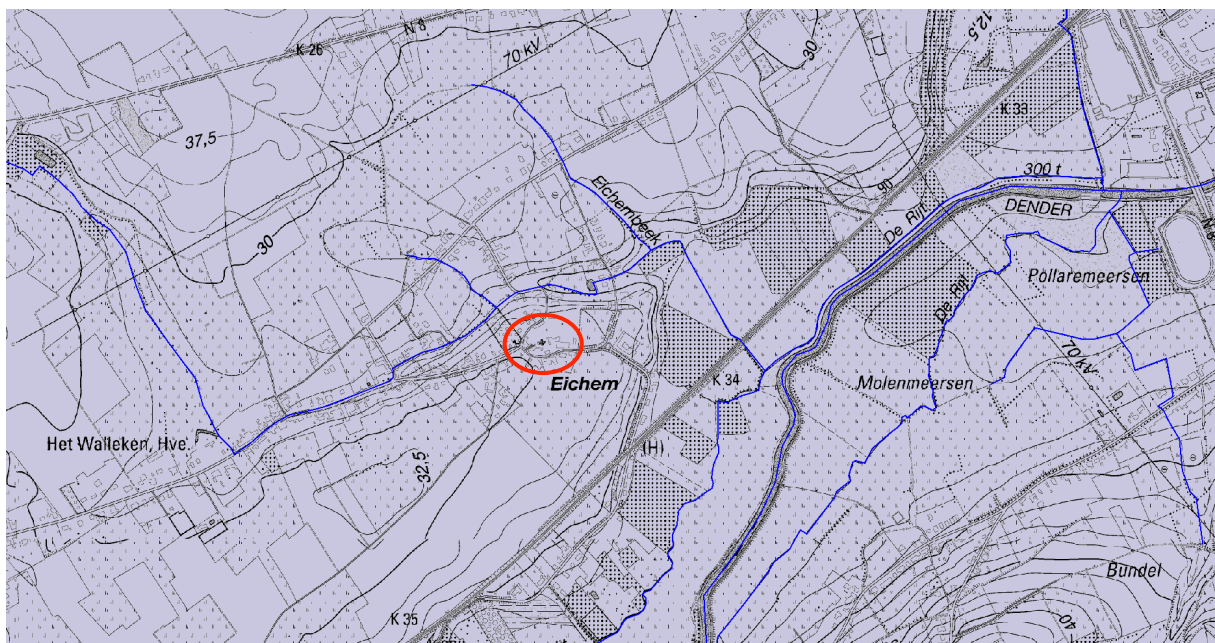 N 8
K 26
70 kV
30
12.5
K 33
37,5
Eichembeek
90
300 t
De Rijt
DENDER
N 8
30
Pollaremeersen
De Rijt
70 kV
Eichem
K 34
Molenmeersen
Het Walleken, Hve.
(H)
32,5
Bundel
K 35
40